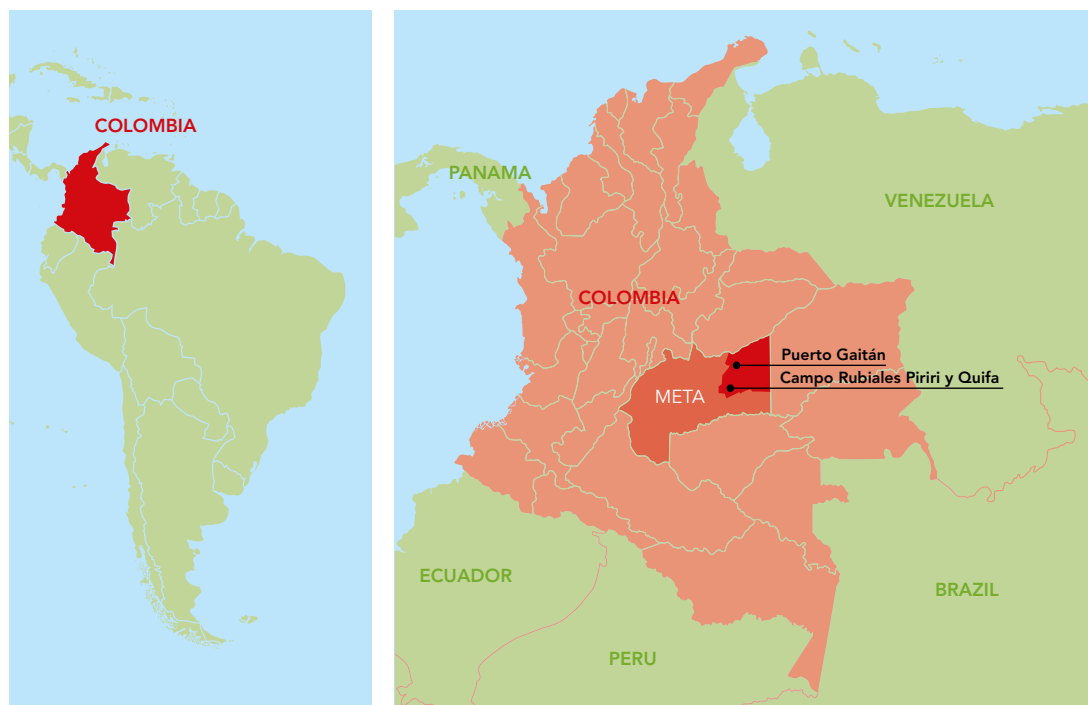 COLOMBIA
PANAMA
VENEZUELA
COLOMBIA
Puerto Gaitán
Campo Rubiales Piriri y Quifa
META
ECUADOR
BRAZIL
PERU